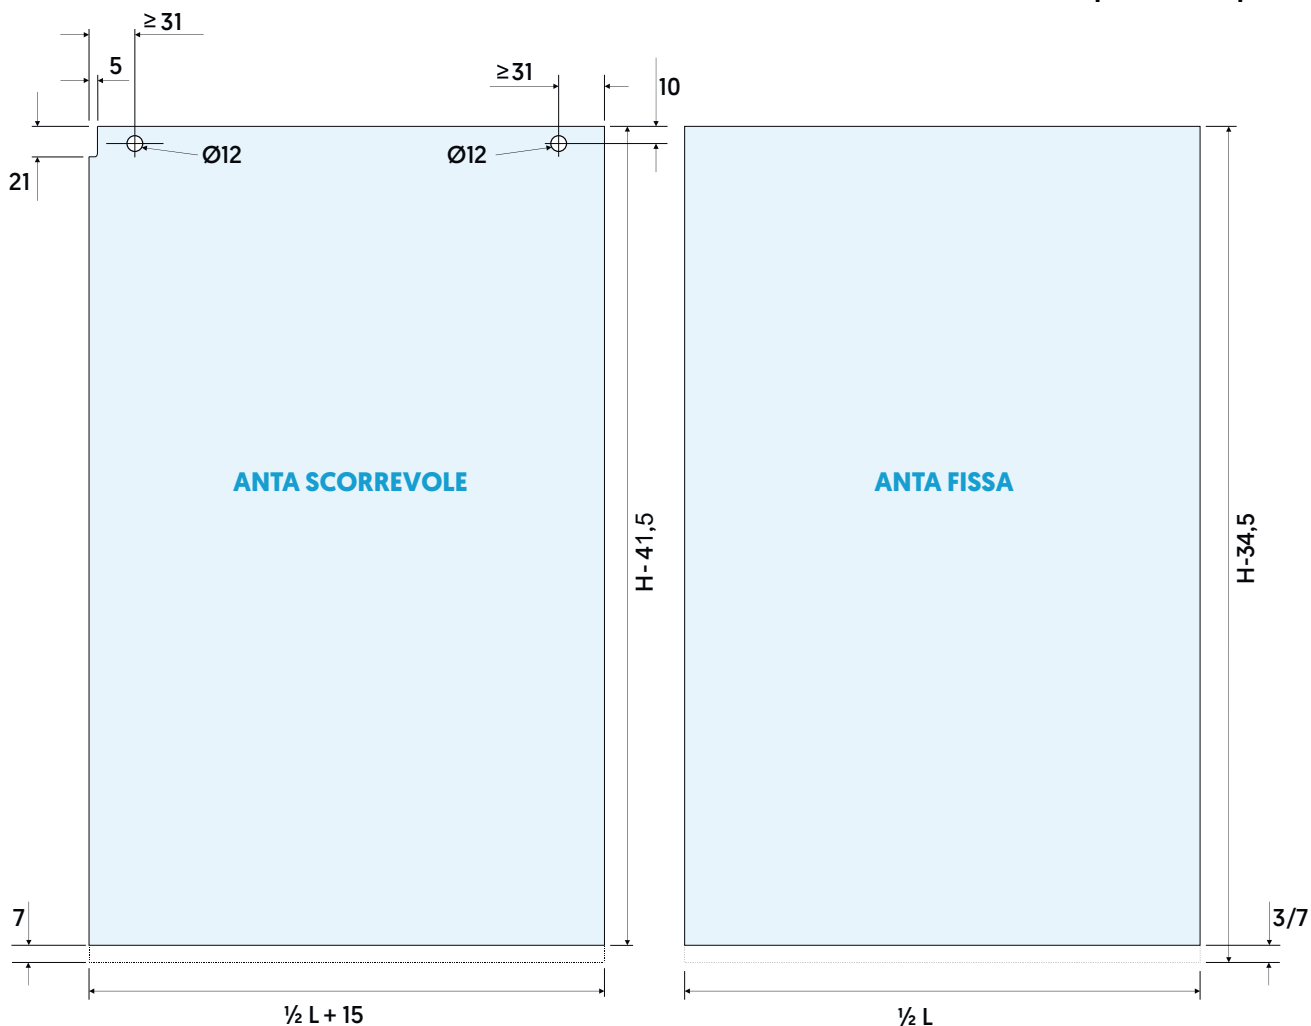 ≥31
5
≥31
10
Ø12
Ø12
21
ANTA SCORREVOLE
ANTA FISSA
H-41,5
H-34,5
7
3/7
½ L + 15
½ L